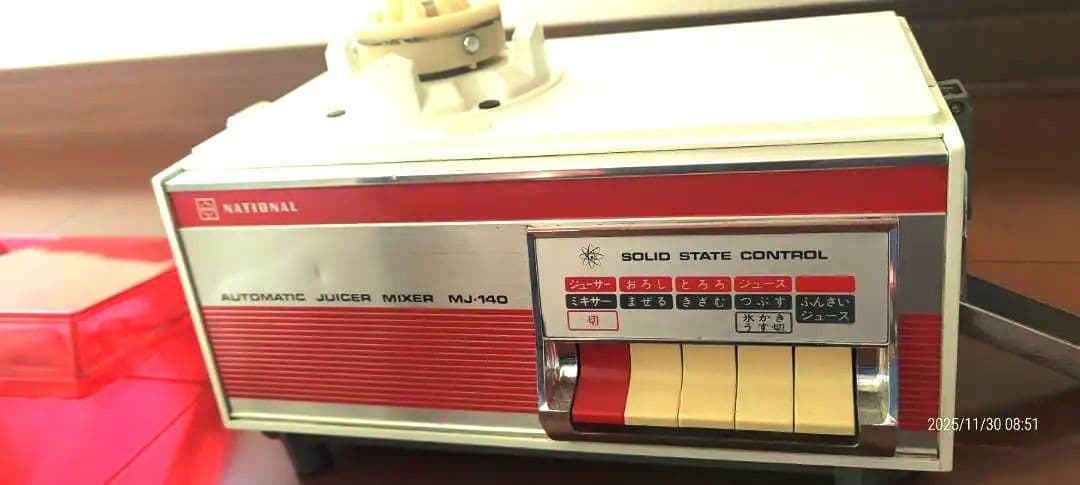 NATIONAL
AUTOMATIC JUICER MIXER MJ-140
SOLID STATE CONTROL
ジューサー おろし とろろ ジュース
ミキサー まぜる きざむ つぶす ふんさい
ジュース
切 氷かき
うす切
2025/11/30 08:51